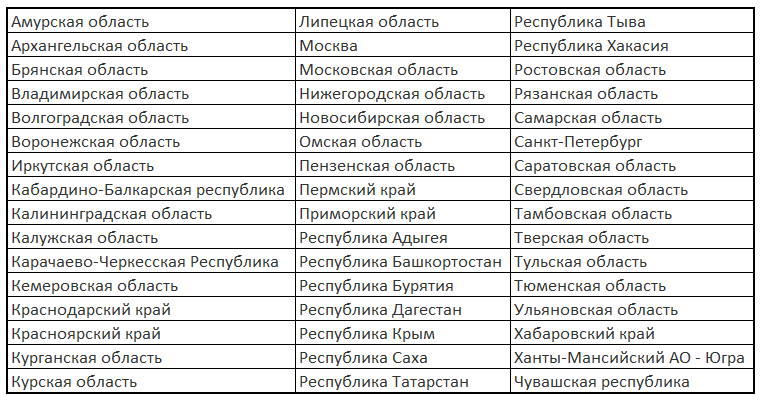 Амурская область
Липецкая область
Республика Тыва
Архангельская область
Москва
Республика Хакасия
Брянская область
Московская область
Ростовская область
Владимирская область
Нижегородская область
Рязанская область
Волгоградская область
Новосибирская область
Самарская область
Воронежская область
Омская область
Санкт-Петербург
Иркутская область
Пензенская область
Саратовская область
Кабардино-Балкарская республика
Пермский край
Свердловская область
Калининградская область
Приморский край
Тамбовская область
Калужская область
Республика Адыгея
Тверская область
Карачаево-Черкесская Республика
Республика Башкортостан
Тульская область
Кемеровская область
Республика Бурятия
Тюменская область
Краснодарский край
Республика Дагестан
Ульяновская область
Красноярский край
Республика Крым
Хабаровский край
Курганская область
Республика Саха
Ханты-Мансийский АО - Югра
Курская область
Республика Татарстан
Чувашская республика